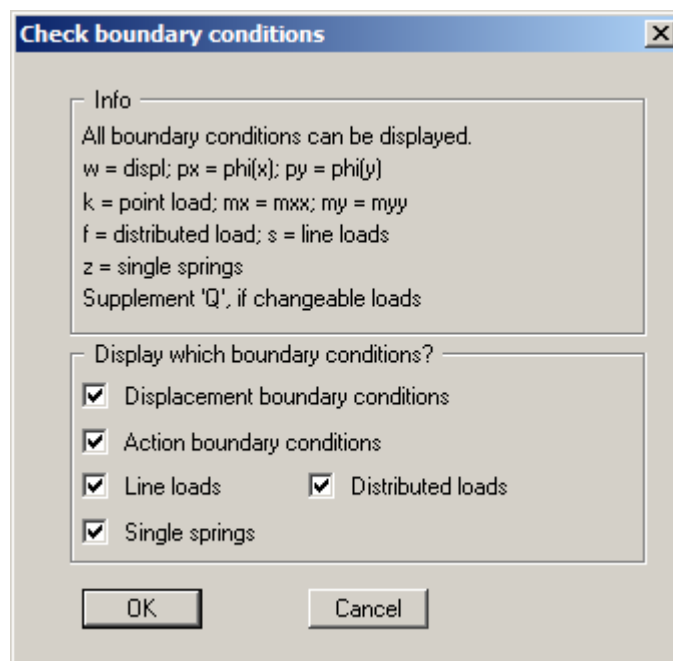 Check boundary conditions
Info
All boundary conditions can be displayed.
w = displ; px = phi(x); py = phi(y)
k = point load; mx = mxx; my = myy
f = distributed load; s = line loads
z = single springs
Supplement 'Q', if changeable loads
Display which boundary conditions?
Displacement boundary conditions
Action boundary conditions
Line loads Distributed loads
Single springs
OK Cancel